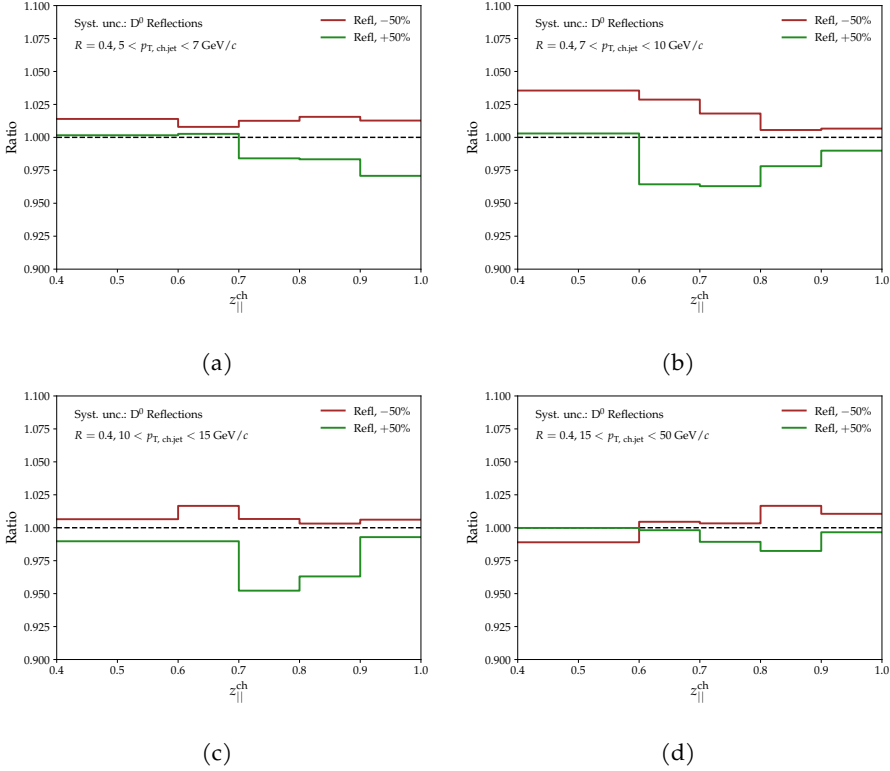 1.100
1.075
1.050
1.025
1.000
0.975
0.950
0.925
0.900
Ratio
Syst. unc.: D⁰ Reflections
R = 0.4, 5 < p_T, ch.jet < 7 GeV/c
Refl, −50%
Refl, +50%
0.4 0.5 0.6 0.7 0.8 0.9 1.0
z_||^ch
(a)
1.100
1.075
1.050
1.025
1.000
0.975
0.950
0.925
0.900
Ratio
Syst. unc.: D⁰ Reflections
R = 0.4, 7 < p_T, ch.jet < 10 GeV/c
Refl, −50%
Refl, +50%
0.4 0.5 0.6 0.7 0.8 0.9 1.0
z_||^ch
(b)
1.100
1.075
1.050
1.025
1.000
0.975
0.950
0.925
0.900
Ratio
Syst. unc.: D⁰ Reflections
R = 0.4, 10 < p_T, ch.jet < 15 GeV/c
Refl, −50%
Refl, +50%
0.4 0.5 0.6 0.7 0.8 0.9 1.0
z_||^ch
(c)
1.100
1.075
1.050
1.025
1.000
0.975
0.950
0.925
0.900
Ratio
Syst. unc.: D⁰ Reflections
R = 0.4, 15 < p_T, ch.jet < 50 GeV/c
Refl, −50%
Refl, +50%
0.4 0.5 0.6 0.7 0.8 0.9 1.0
z_||^ch
(d)